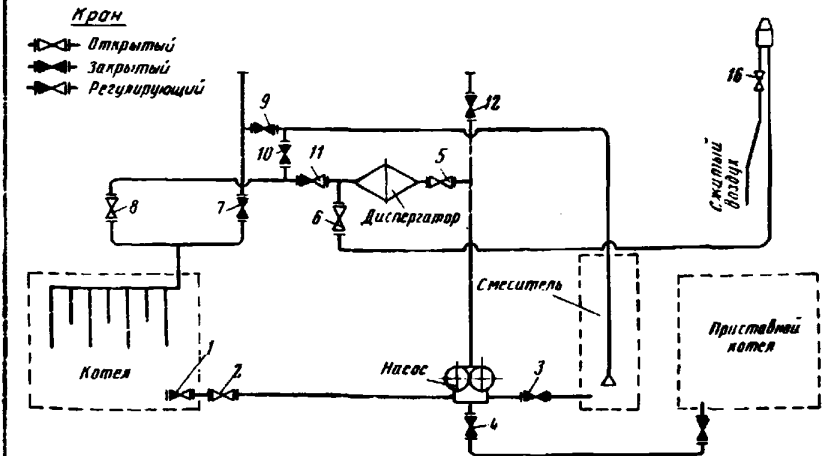 Кран
Открытый
Закрытый
Регулирующий
9
12
16
10
11
5
Сжатый
воздух
8
7
6
Диспергатор
Смеситель
Приставной
котел
Котел
1
2
Насос
3
4